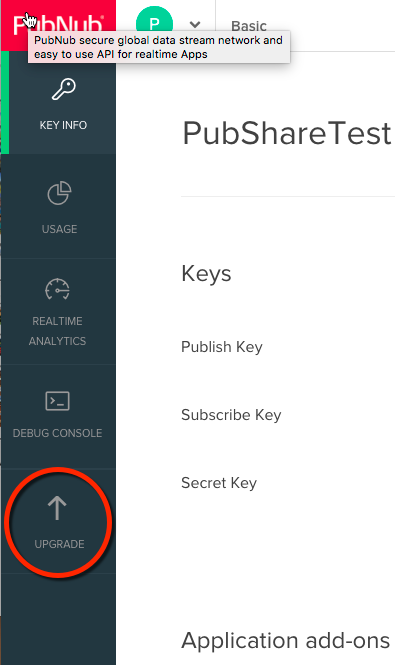 PubNub
P
Basic
PubNub secure global data stream network and
easy to use API for realtime Apps
KEY INFO
PubShareTest
USAGE
Keys
REALTIME
ANALYTICS
Publish Key
Subscribe Key
DEBUG CONSOLE
Secret Key
UPGRADE
Application add-ons